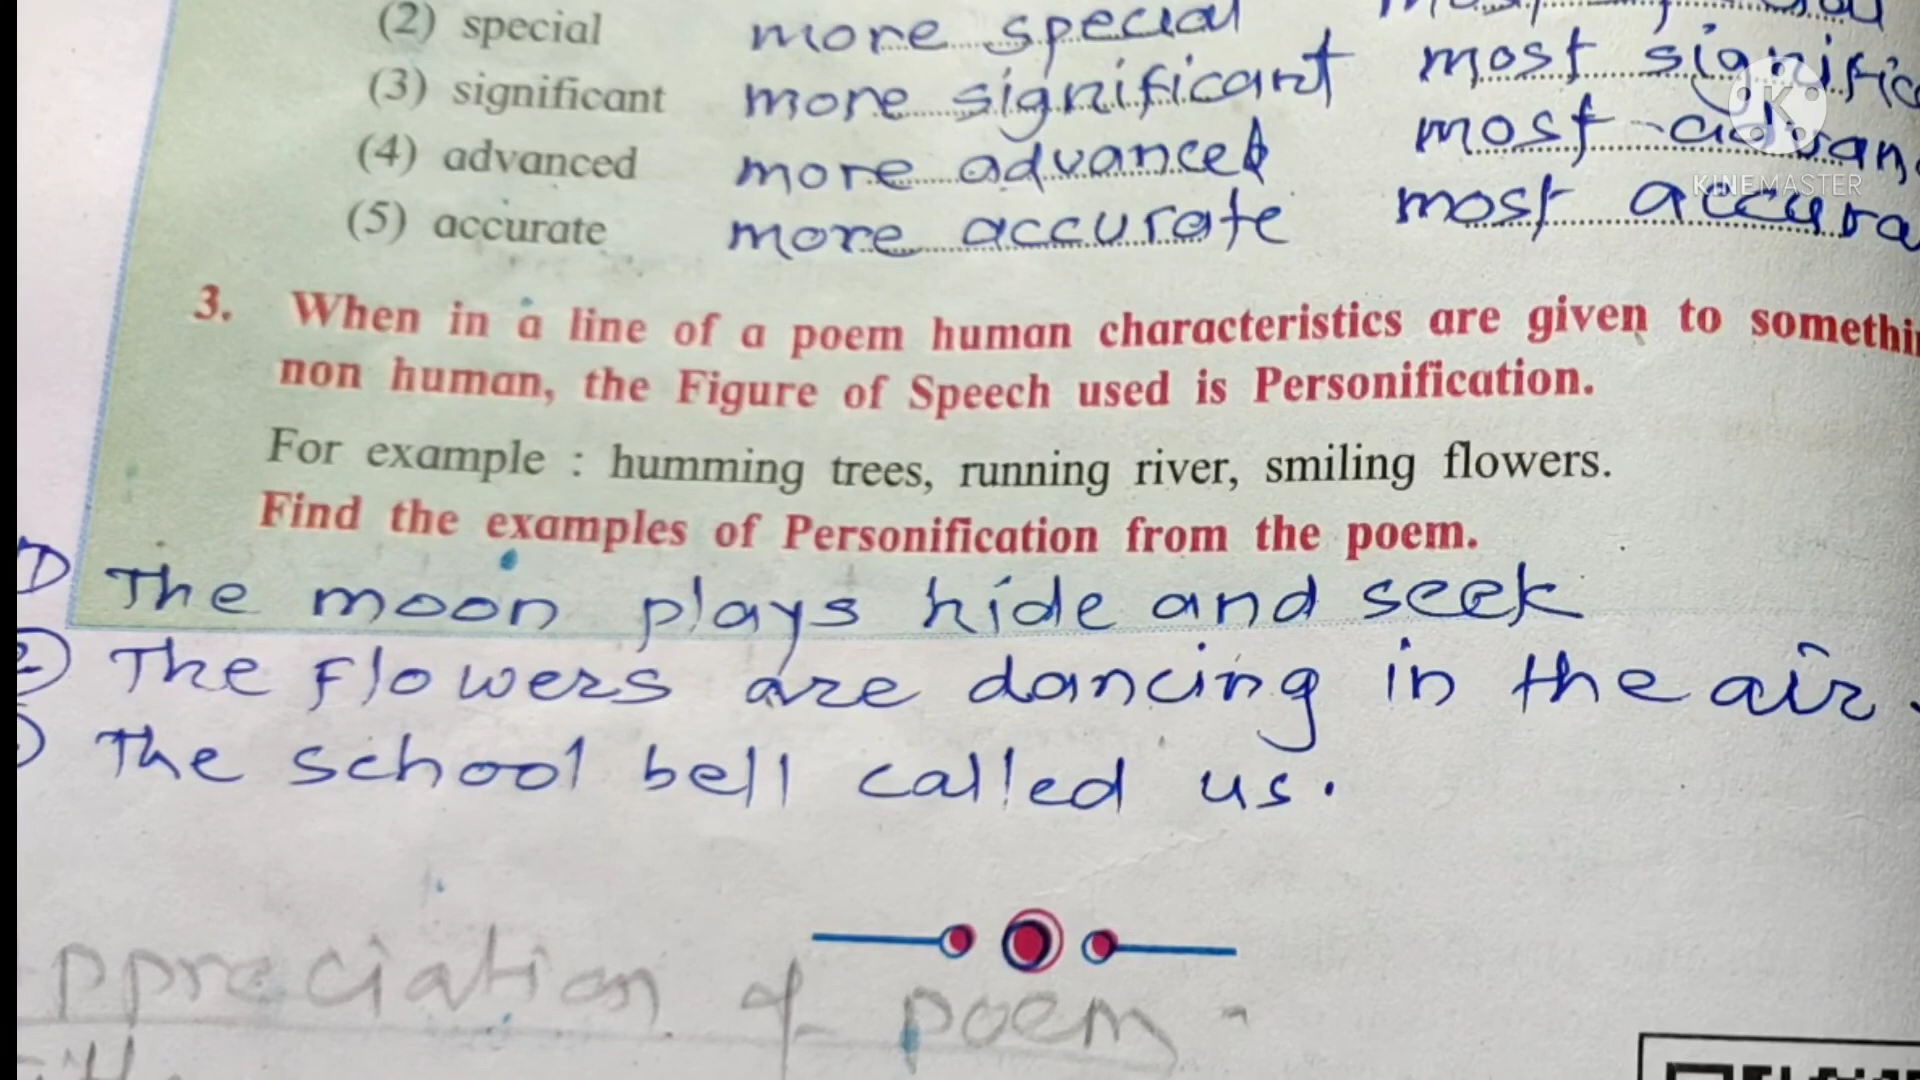 (2) special more special most
(3) significant more significant most
(4) advanced more advanced most
(5) accurate more accurate most
KINEMASTER
3. When in a line of a poem human characteristics are given to
non human, the Figure of Speech used is Personification.
For example : humming trees, running river, smiling flowers.
Find the examples of Personification from the poem.
The moon plays hide and seek
The flowers are dancing in the air.
The school bell called us.
of poem -